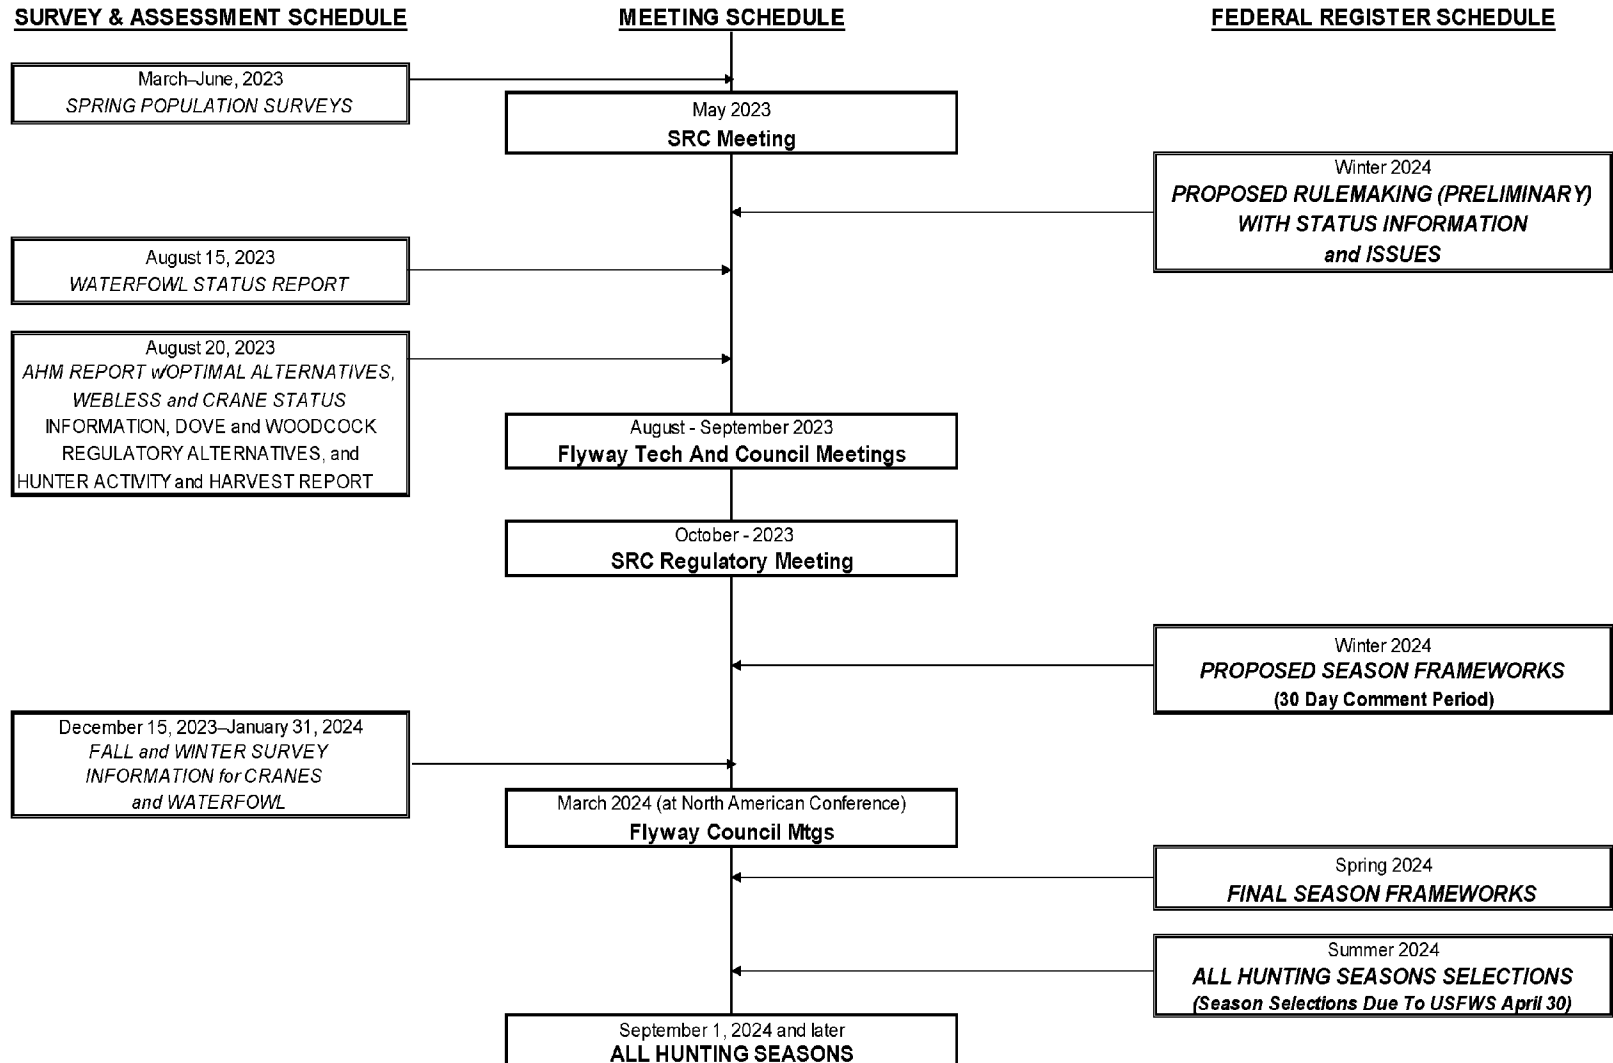 SURVEY & ASSESSMENT SCHEDULE
MEETING SCHEDULE
FEDERAL REGISTER SCHEDULE
March–June, 2023
SPRING POPULATION SURVEYS
May 2023
SRC Meeting
Winter 2024
PROPOSED RULEMAKING (PRELIMINARY)
WITH STATUS INFORMATION
and ISSUES
August 15, 2023
WATERFOWL STATUS REPORT
August 20, 2023
AHM REPORT w/OPTIMAL ALTERNATIVES,
WEBLESS and CRANE STATUS
INFORMATION, DOVE and WOODCOCK
REGULATORY ALTERNATIVES, and
HUNTER ACTIVITY and HARVEST REPORT
August - September 2023
Flyway Tech And Council Meetings
October - 2023
SRC Regulatory Meeting
Winter 2024
PROPOSED SEASON FRAMEWORKS
(30 Day Comment Period)
December 15, 2023–January 31, 2024
FALL and WINTER SURVEY
INFORMATION for CRANES
and WATERFOWL
March 2024 (at North American Conference)
Flyway Council Mtgs
Spring 2024
FINAL SEASON FRAMEWORKS
Summer 2024
ALL HUNTING SEASONS SELECTIONS
(Season Selections Due To USFWS April 30)
September 1, 2024 and later
ALL HUNTING SEASONS